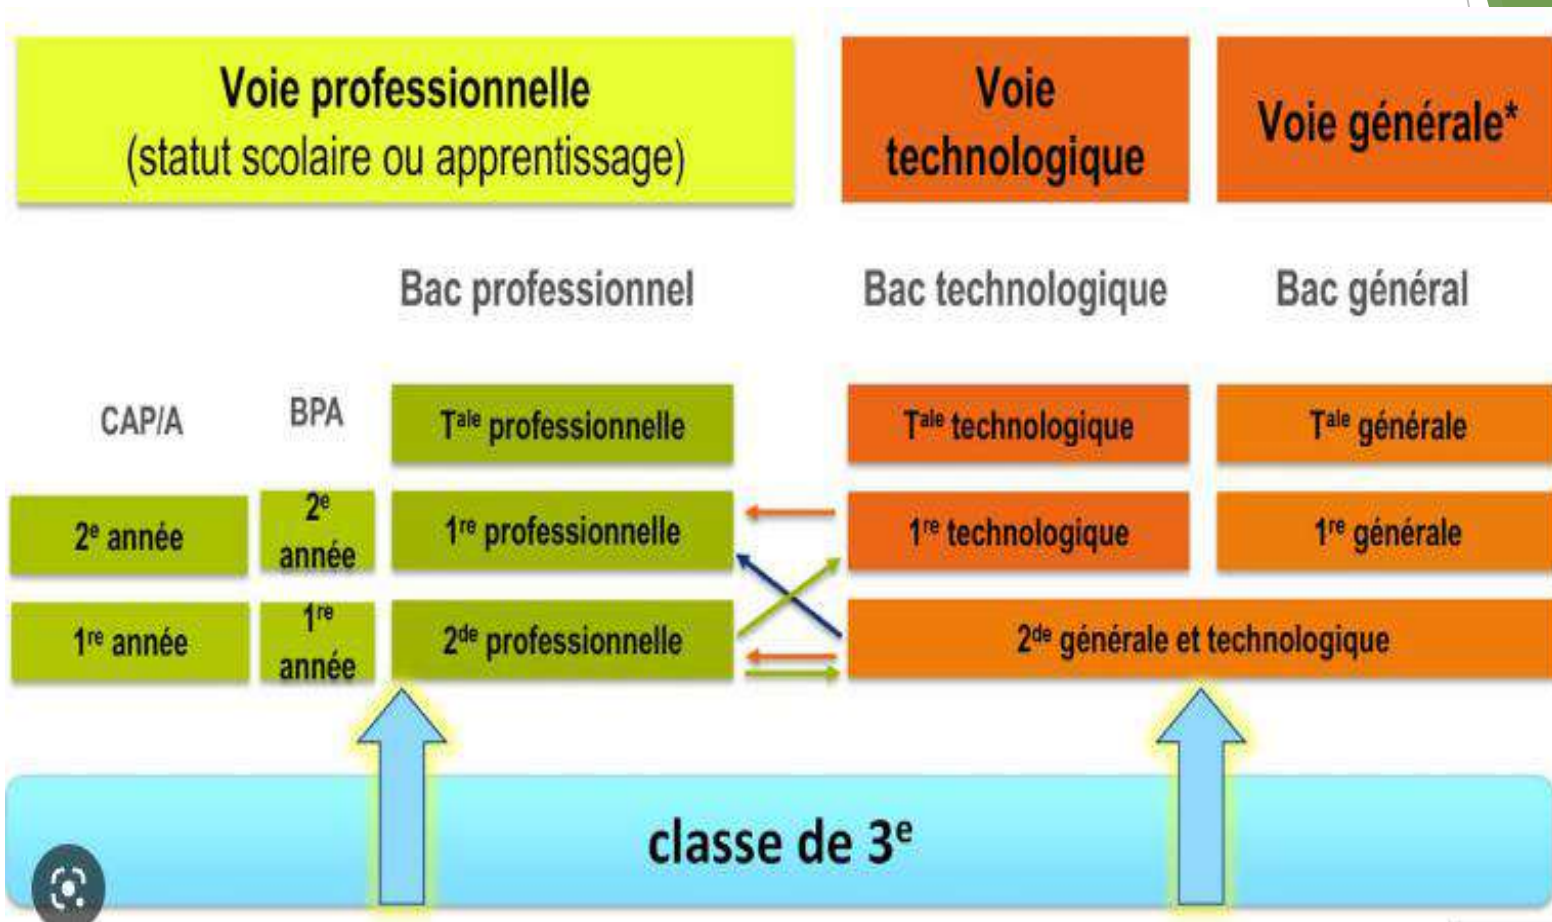 Voie professionnelle
(statut scolaire ou apprentissage)
Voie
technologique
Voie générale*
Bac professionnel
Bac technologique
Bac général
CAP/A
BPA
Tale professionnelle
Tale technologique
Tale générale
2e année
2e
année
1re professionnelle
1re technologique
1re générale
1re année
1re
année
2de professionnelle
2de générale et technologique
classe de 3e